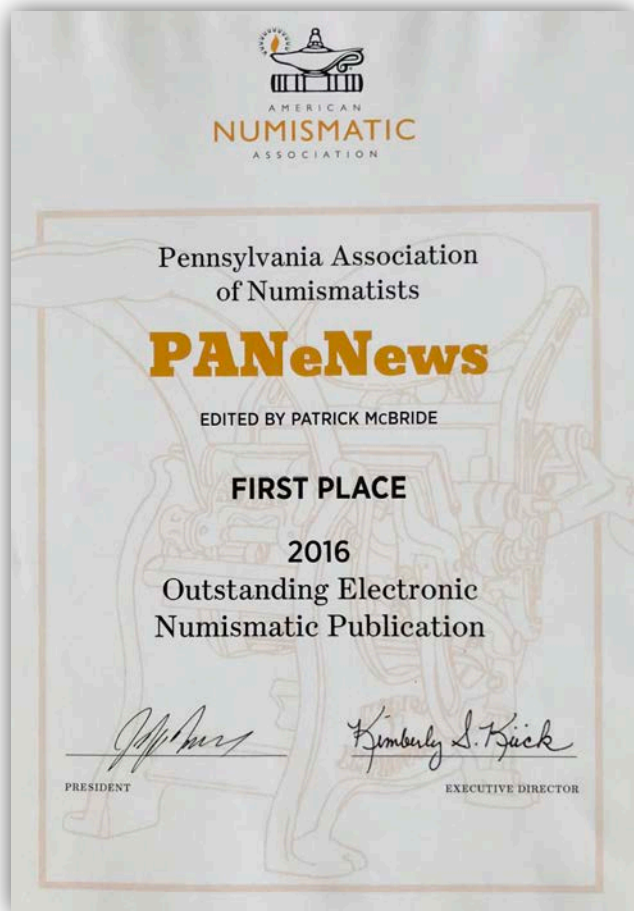 AMERICAN
NUMISMATIC
ASSOCIATION
Pennsylvania Association
of Numismatists
PANeNews
EDITED BY PATRICK McBRIDE
FIRST PLACE
2016
Outstanding Electronic
Numismatic Publication
Kimberly S. Kiick
PRESIDENT
EXECUTIVE DIRECTOR